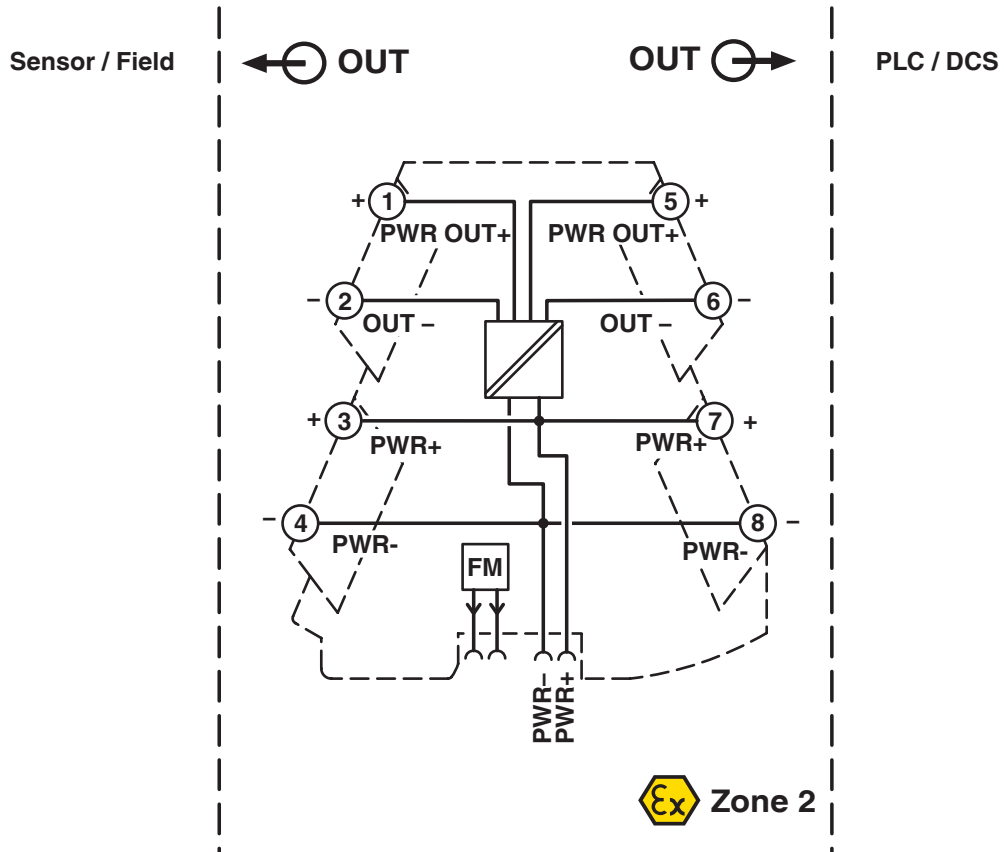 Sensor / Field
OUT
OUT
PLC / DCS
+ 1
5 +
PWR OUT+
PWR OUT+
– 2
6 –
OUT –
OUT –
+ 3
7 +
PWR+
PWR+
– 4
8 –
PWR-
PWR-
FM
PWR–
PWR+
Ex
Zone 2